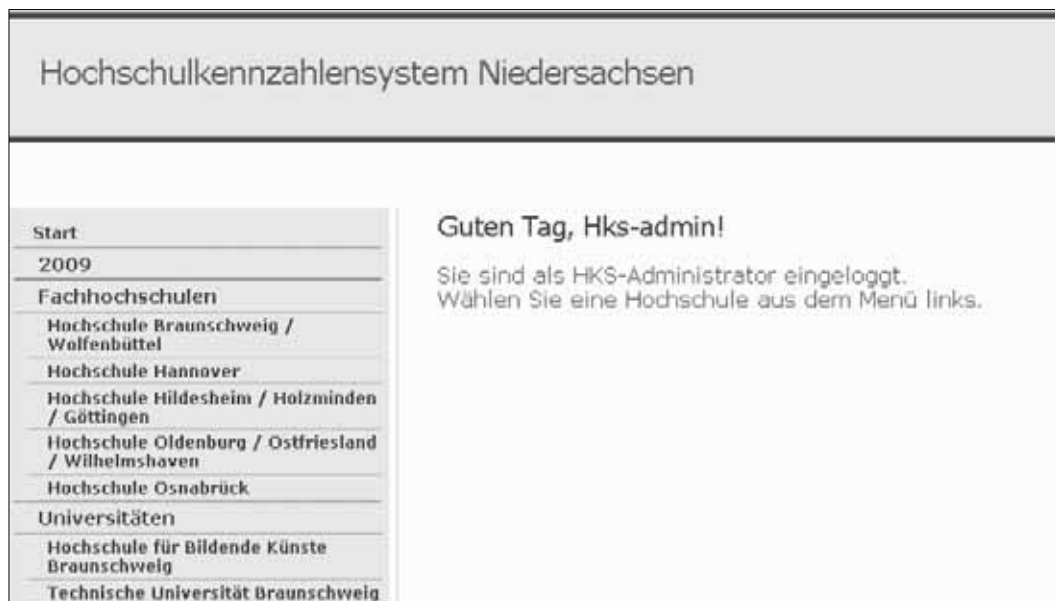 Hochschulkennzahlensystem Niedersachsen
Start
2009
Fachhochschulen
Hochschule Braunschweig /
Wolfenbüttel
Hochschule Hannover
Hochschule Hildesheim / Holzminden
/ Göttingen
Hochschule Oldenburg / Ostfriesland
/ Wilhelmshaven
Hochschule Osnabrück
Universitäten
Hochschule für Bildende Künste
Braunschweig
Technische Universität Braunschweig
Guten Tag, Hks-admin!
Sie sind als HKS-Administrator eingeloggt.
Wählen Sie eine Hochschule aus dem Menü links.